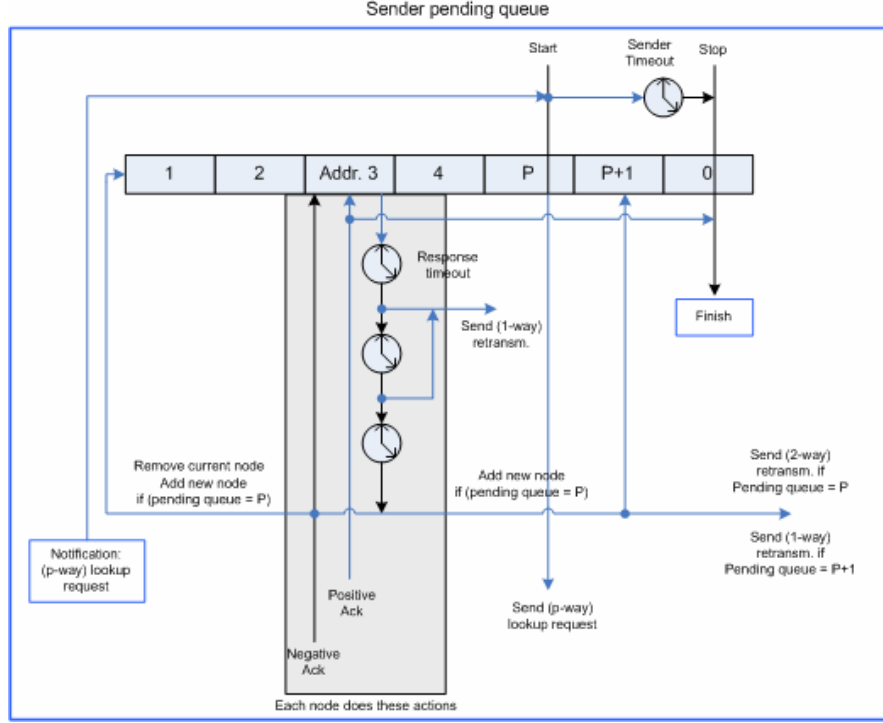 Sender pending queue
Start
Sender
Timeout
Stop
1
2
Addr. 3
4
P
P+1
0
Response
timeout
Send (1-way)
retransm.
Finish
Remove current node
Add new node
if (pending queue = P)
Add new node
if (pending queue = P)
Send (2-way)
retransm. if
Pending queue = P
Send (1-way)
retransm. if
Pending queue = P+1
Notification:
(p-way) lookup
request
Positive
Ack
Send (p-way)
lookup request
Negative
Ack
Each node does these actions